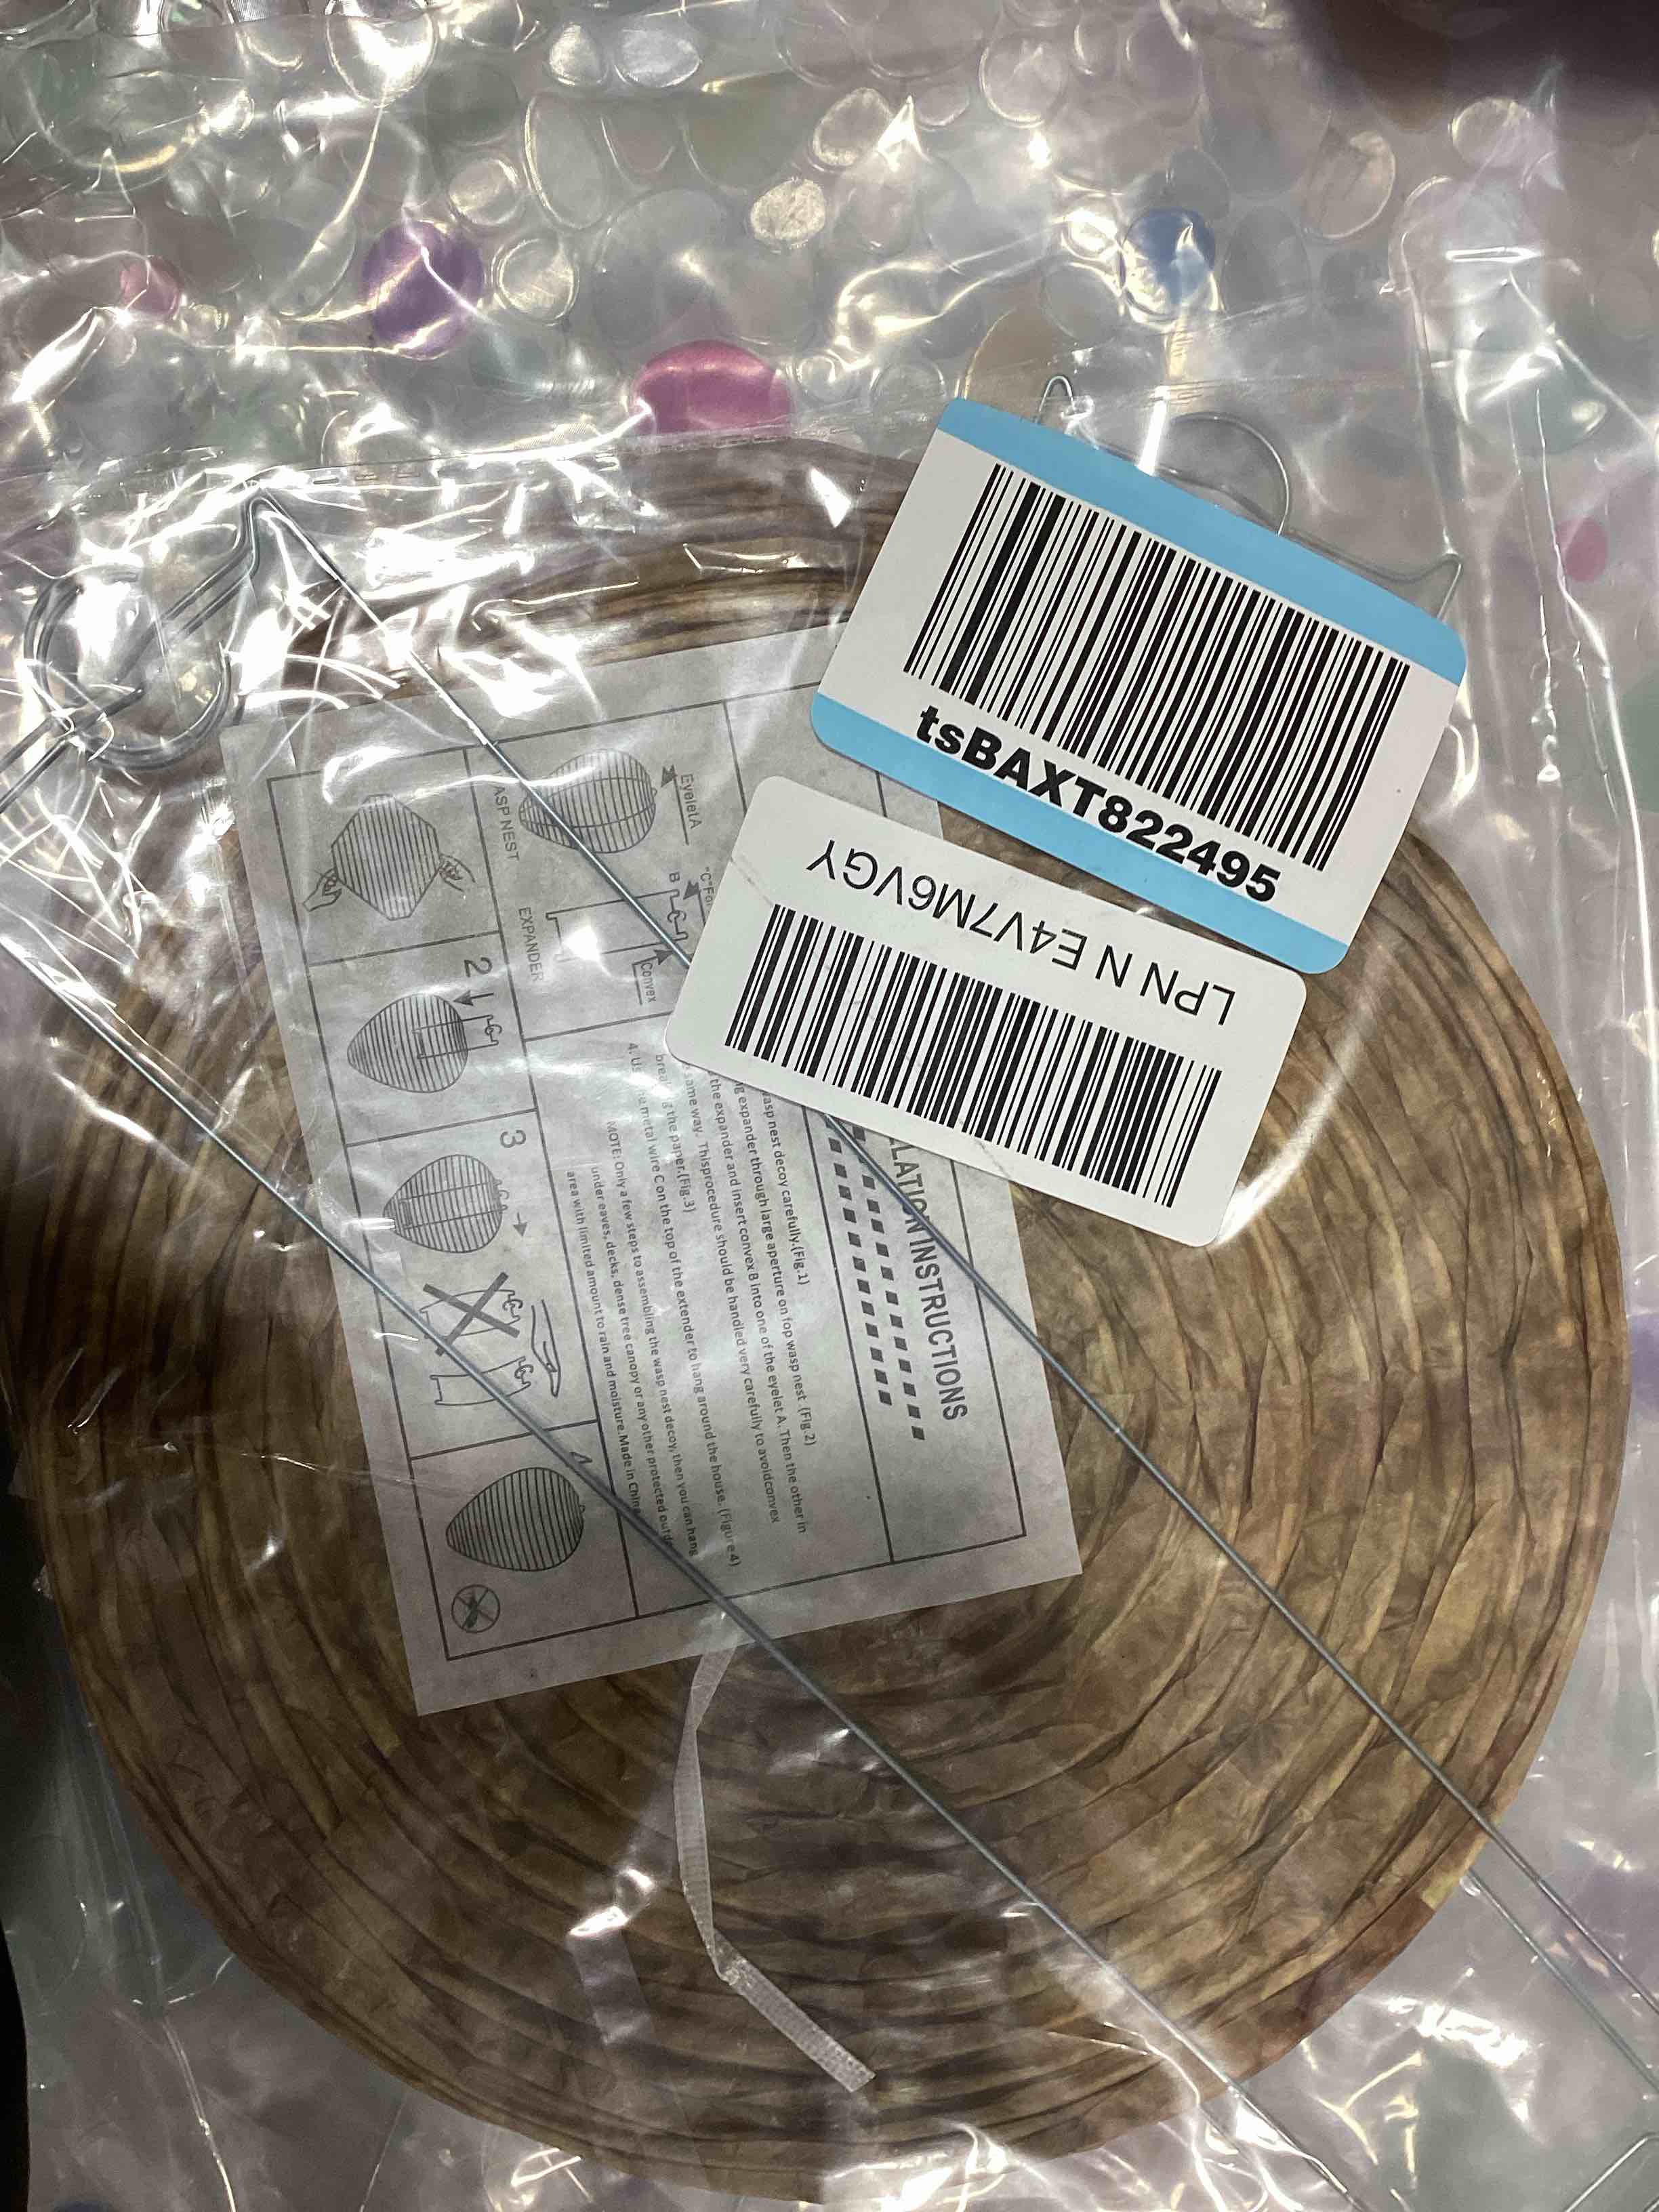 tsBAXT822495
LPN N E4V7M6VGY
INSTRUCTIONS
nest decoy carefully.(Fig.1)
expander through large aperture on top wasp nest. (Fig.2)
the expander and insert convex B into one of the eyelet A. Then the other in
same way. Thisprocedure should be handled very carefully to avoidconvex
the paper.(Fig.3)
4. metal wire C on the top of the extender to hang around the house. (Figure4)
NOTE: Only a few steps to assembling the wasp nest decoy, then you can hang
under eaves, decks, dense tree canopy or any other protected
area with limited amount to rain and moisture.Made in China
EyeletA
B
Convex
ASP NEST
EXPANDER
2
3
4